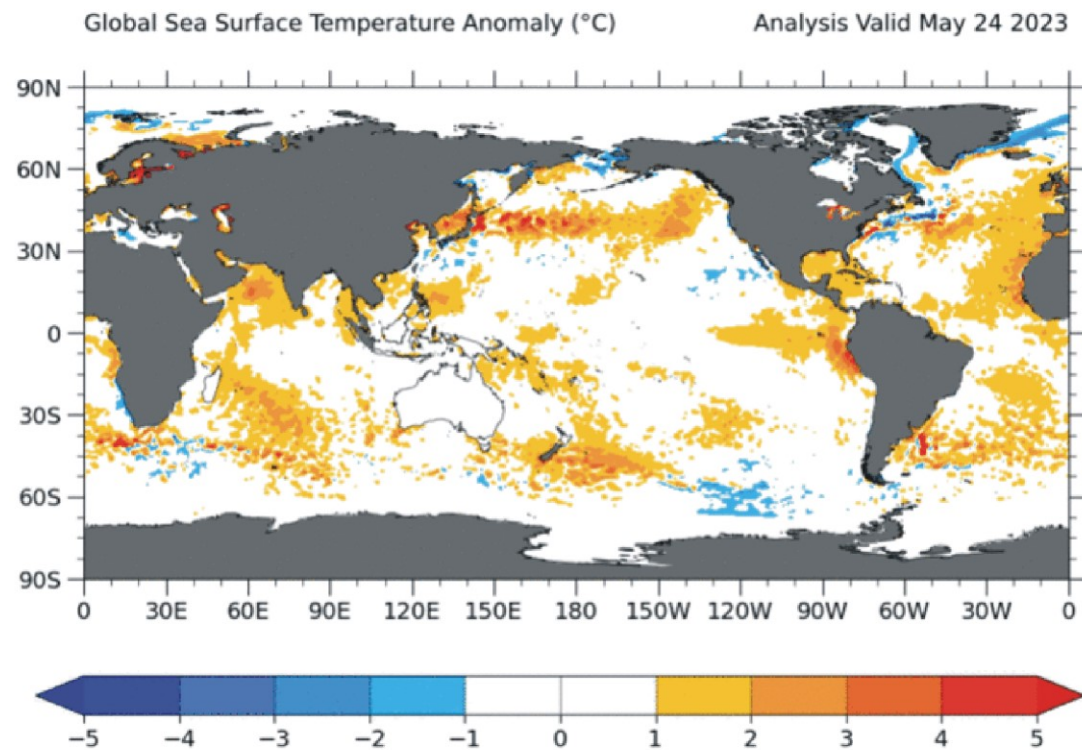 Global Sea Surface Temperature Anomaly (°C) Analysis Valid May 24 2023
90N
60N
30N
0
30S
60S
90S
0 30E 60E 90E 120E 150E 180 150W 120W 90W 60W 30W 0
−5 −4 −3 −2 −1 0 1 2 3 4 5